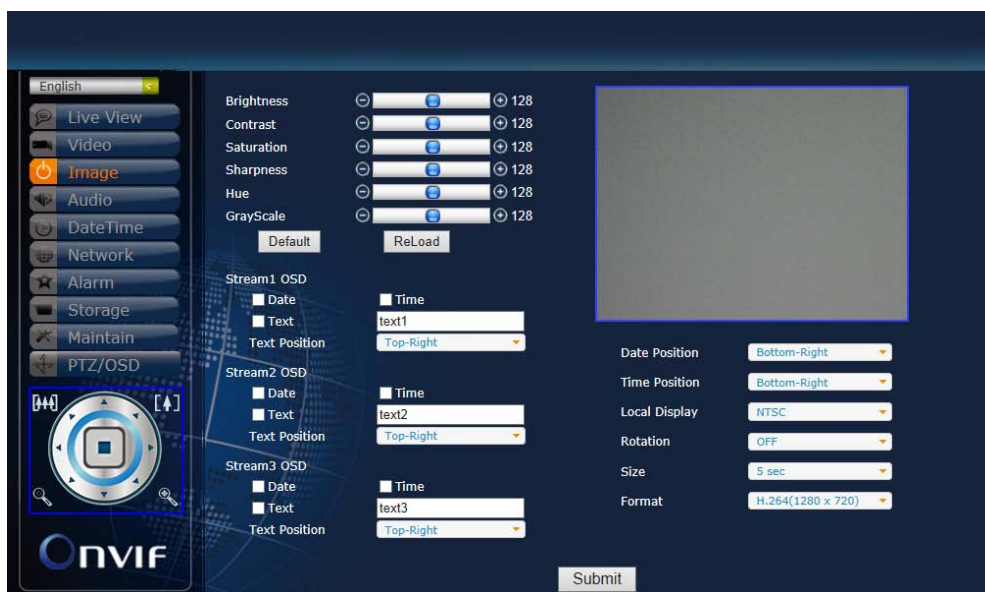 English
Live View
Video
Image
Audio
DateTime
Network
Alarm
Storage
Maintain
PTZ/OSD
Onvif
Brightness 128
Contrast 128
Saturation 128
Sharpness 128
Hue 128
GrayScale 128
Default ReLoad
Stream1 OSD
Date Time
Text text1
Text Position Top-Right
Stream2 OSD
Date Time
Text text2
Text Position Top-Right
Stream3 OSD
Date Time
Text text3
Text Position Top-Right
Date Position Bottom-Right
Time Position Bottom-Right
Local Display NTSC
Rotation OFF
Size 5 sec
Format H.264(1280 x 720)
Submit